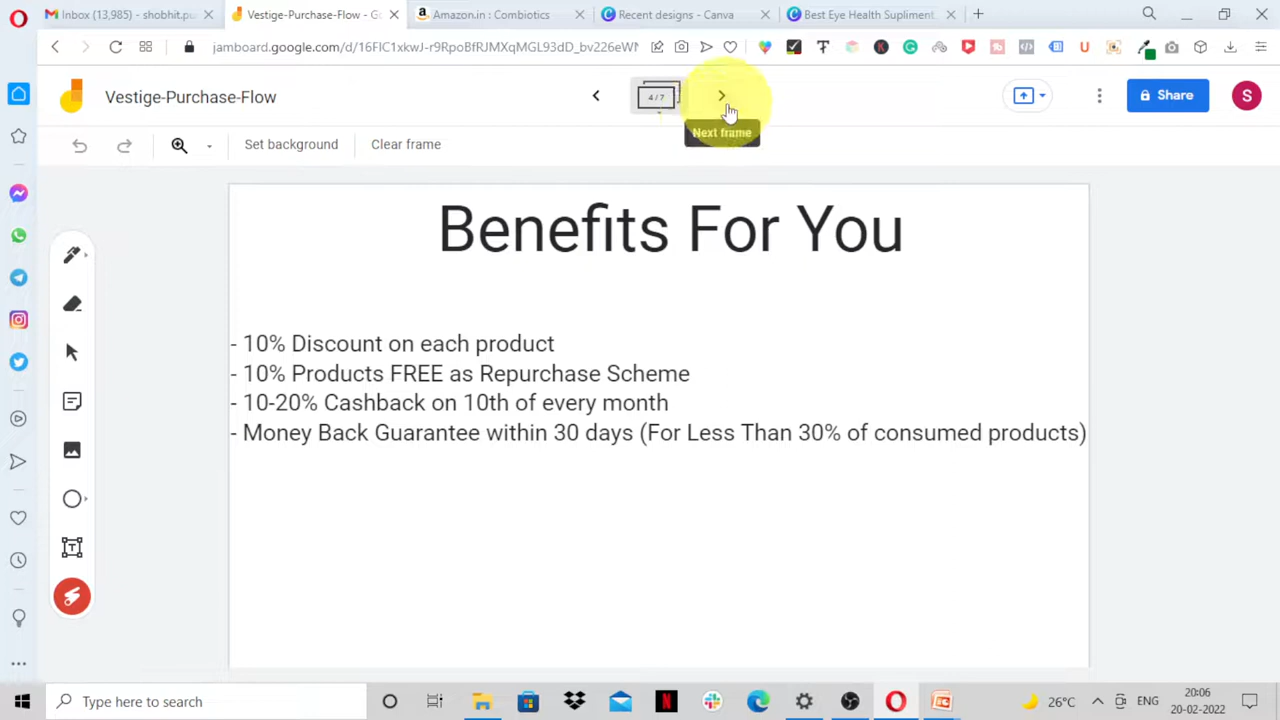 Inbox (13,985) - shobhit.pu
Vestige-Purchase-Flow - Go
Amazon.in : Combiotics
Recent designs - Canva
Best Eye Health Supliment
jamboard.google.com/d/16FIC1xkwJ-r9RpoBfRJMXqMGL93dD_bv226eWN
Vestige-Purchase-Flow
4 / 7
Share
S
Next frame
Set background
Clear frame
Benefits For You
- 10% Discount on each product
- 10% Products FREE as Repurchase Scheme
- 10-20% Cashback on 10th of every month
- Money Back Guarantee within 30 days (For Less Than 30% of consumed products)
Type here to search
26°C
ENG
20:06
20-02-2022